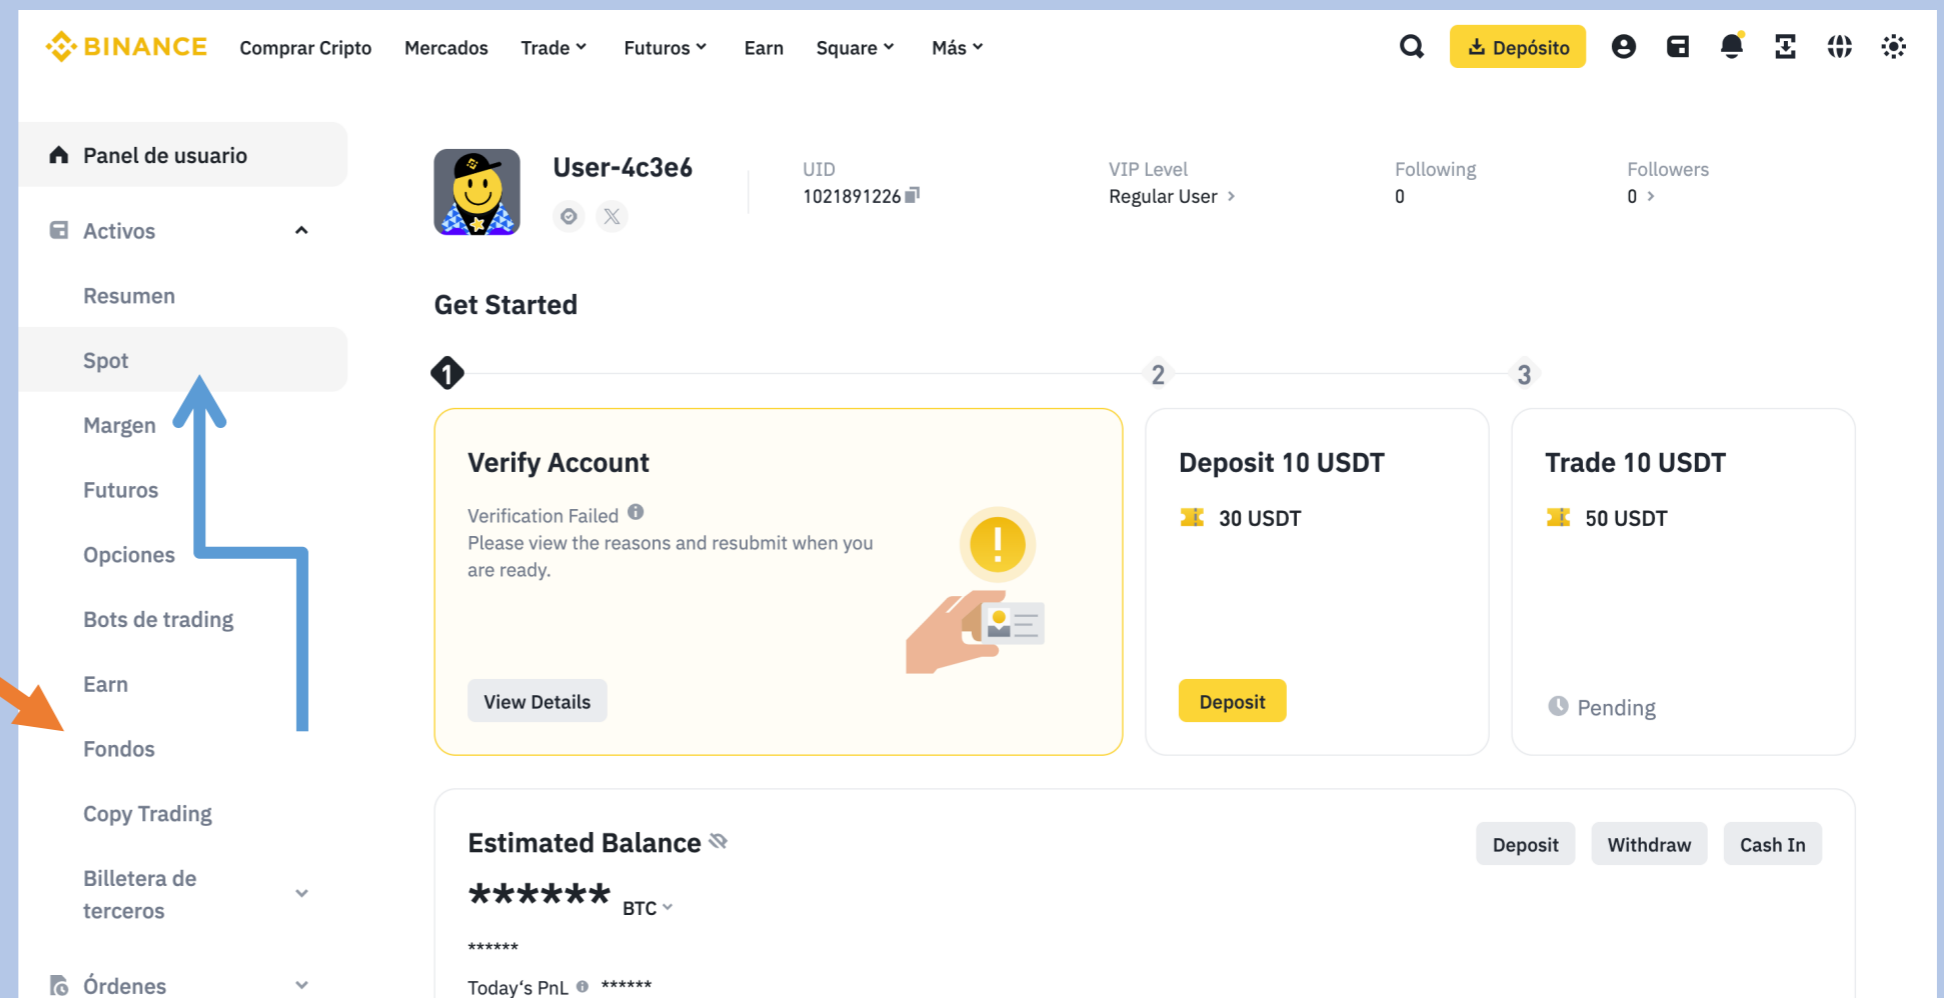 BINANCE Comprar Cripto Mercados Trade Futuros Earn Square Más Depósito
Panel de usuario
Activos
Resumen
Spot
Margen
Futuros
Opciones
Bots de trading
Earn
Fondos
Copy Trading
Billetera de
terceros
Órdenes
User-4c3e6
UID
1021891226
VIP Level
Regular User
Following
0
Followers
0
Get Started
1
2
3
Verify Account
Verification Failed
Please view the reasons and resubmit when you
are ready.
View Details
Deposit 10 USDT
30 USDT
Deposit
Trade 10 USDT
50 USDT
Pending
Estimated Balance
Deposit Withdraw Cash In
****** BTC
******
Today‘s PnL ******